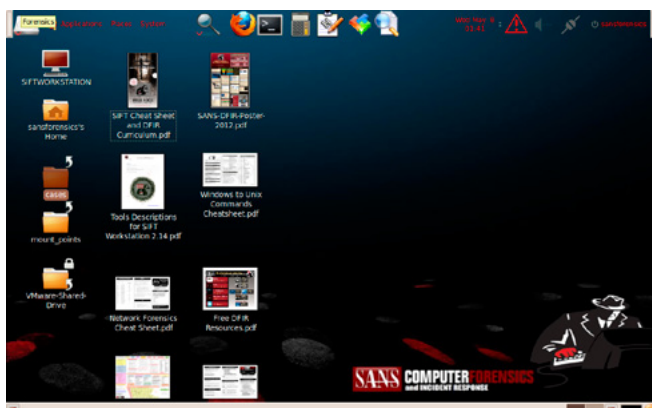 Forensics
Applications Places System
sansforensics
SIFTWORKSTATION
sansforensics's
Home
cases
mount_points
VMware-Shared-
Drive
SIFT Cheat Sheet
and DFIR
Curriculum.pdf
Tools Descriptions
for SIFT
Workstation 2.14 pdf
Network Forensics
Cheat Sheet.pdf
SANS-DFIR-Poster-
2012.pdf
Windows to Unix
Commands
Cheatsheet.pdf
Free DFIR
Resources.pdf
SANS COMPUTER FORENSICS
and INCIDENT RESPONSE